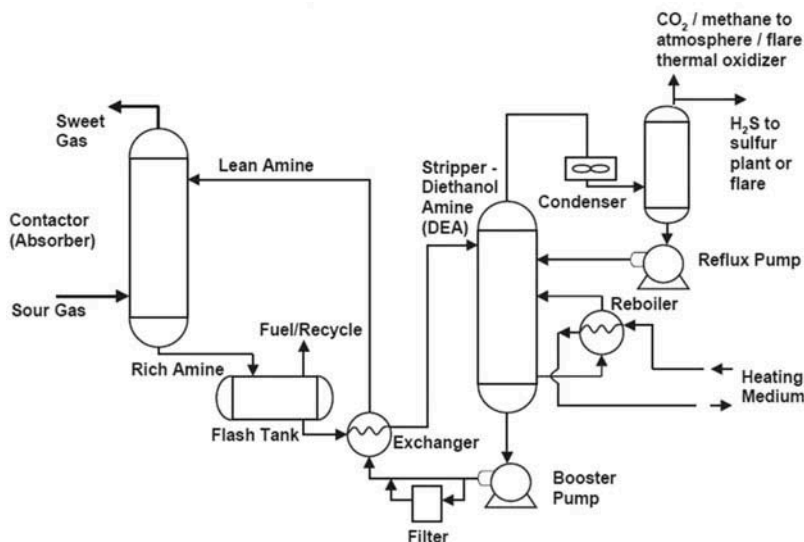 CO₂ / methane to
atmosphere / flare
thermal oxidizer
Sweet
Gas
H₂S to
sulfur
plant or
flare
Lean Amine
Stripper -
Diethanol
Amine
(DEA)
Condenser
Contactor
(Absorber)
Reflux Pump
Sour Gas
Reboiler
Fuel/Recycle
Rich Amine
Heating
Medium
Flash Tank
Exchanger
Booster
Pump
Filter